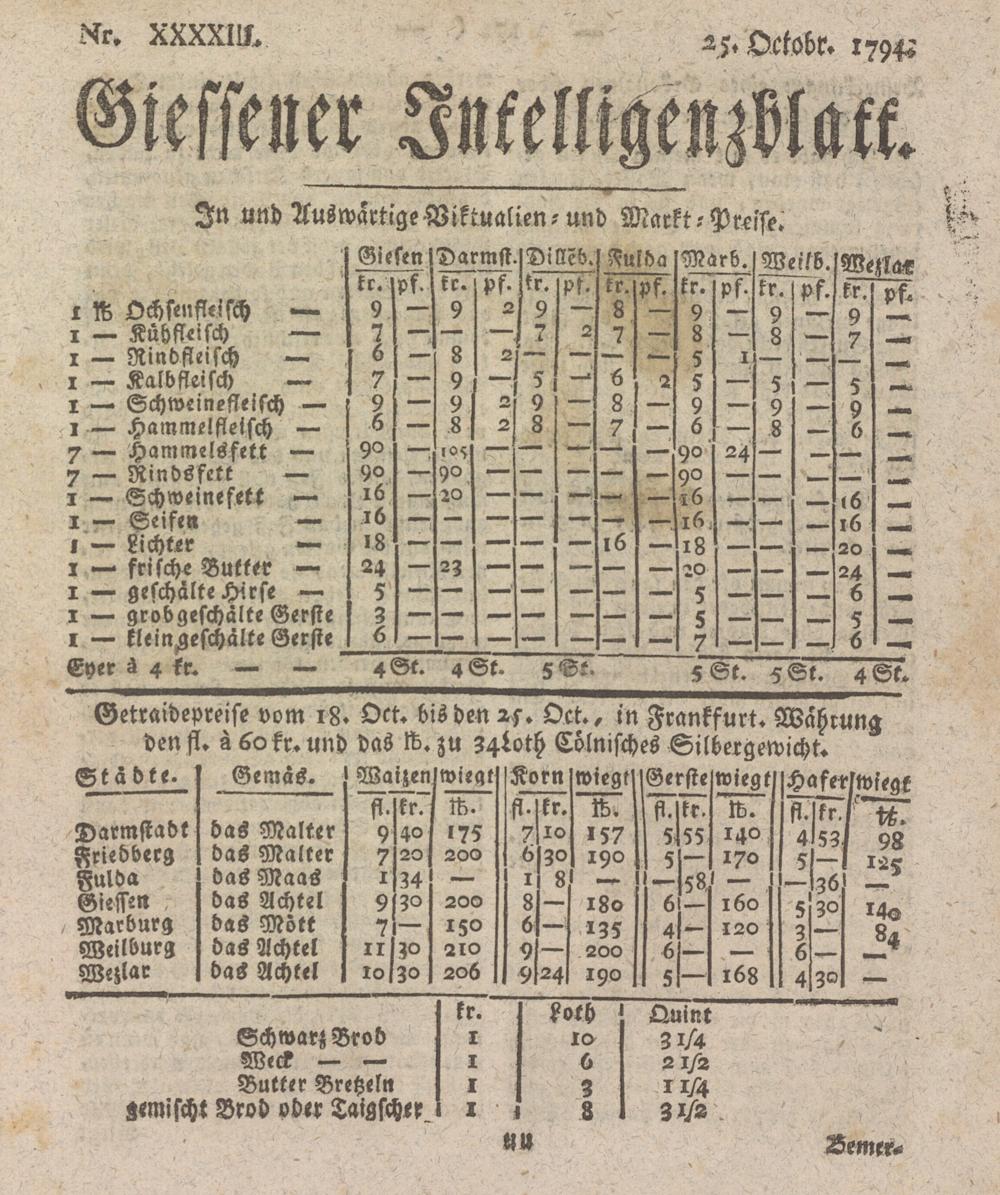 Nr. XXXXIII. 25. Octobr. 1794.
Giessener Intelligenzblatt.
In und Auswärtige Viktualien- und Markt-Preise.
Giesen Darmst. Dilleb. Fulda Marb. Weilb. Wezlar
kr. pf. kr. pf. kr. pf. kr. pf. kr. pf. kr. pf. kr. pf.
1 ℔ Ochsenfleisch — 9 — 9 2 9 — 8 — 9 — 9 — 9 —
1 — Kühfleisch 7 — — — 7 2 7 — 8 — 8 — 7 —
1 — Rindfleisch — 6 — 8 2 — — — — 5 1 — — — —
1 — Kalbfleisch — 7 — 9 — 5 — 6 2 5 — 5 — 5 —
1 — Schweinefleisch — 9 — 9 2 9 — 8 — 9 — 9 — 9 —
1 — Hammelfleisch — 6 — 8 2 8 — 7 — 6 — 8 — 6 —
7 — Hammelsfett — 90 — 105 — — — — — 90 24 — — — —
7 — Rindsfett — 90 — 90 — — — — — 90 — — — — —
1 — Schweinefett — 16 — 20 — — — — — 16 — — — 16 —
1 — Seifen — 16 — — — — — — — 16 — — — 16 —
1 — Lichter — 18 — — — — — 16 — 18 — — — 20 —
1 — frische Butter — 24 — 23 — — — — — 20 — — — 24 —
1 — geschälte Hirse — 5 — — — — — — — 5 — — — 6 —
1 — grobgeschälte Gerste 3 — — — — — — — 5 — — — 5 —
1 — kleingeschälte Gerste 6 — — — — — — — 7 — — — 6 —
Eyer à 4 kr. — — 4 St. 4 St. 5 St. 5 St. 5 St. 4 St.
Getraidepreise vom 18. Oct. bis den 25. Oct., in Frankfurt. Währung
den fl. à 60 kr. und das ℔. zu 34 Loth Cölnisches Silbergewicht.
Städte. Gemäs. Waizen wiegt Korn wiegt Gerste wiegt Hafer wiegt
fl. kr. ℔. fl. kr. ℔. fl. kr. ℔. fl. kr. ℔.
Darmstadt das Malter 9 40 175 7 10 157 5 55 140 4 53 98
Friedberg das Malter 7 20 200 6 30 190 5 — 170 5 — 125
Fulda das Maas 1 34 — 1 8 — — 58 — — 36 —
Giessen das Achtel 9 30 200 8 — 180 6 — 160 5 30 140
Marburg das Mött 7 — 150 6 — 135 4 — 120 3 — 84
Weilburg das Achtel 11 30 210 9 — 200 6 — — 6 — —
Wezlar das Achtel 10 30 206 9 24 190 5 — 168 4 30 —
kr. Loth Quint
Schwarz Brod 1 10 3 1/4
Weck — — 1 6 2 1/2
Butter Bretzeln 1 3 1 1/4
gemischt Brod oder Taigscher 1 8 3 1/2
uu Bemer-